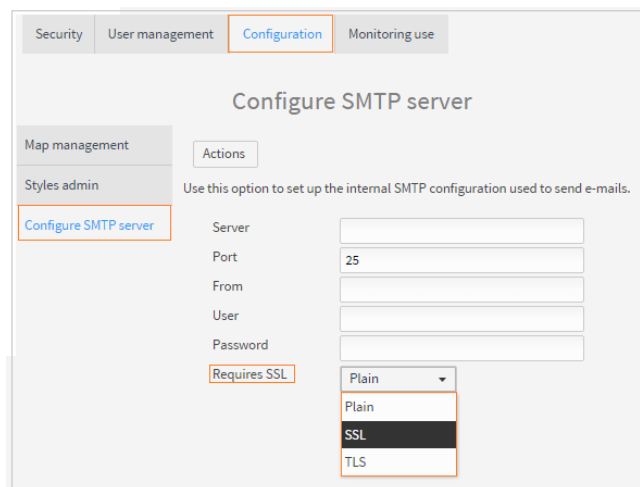 Security User management Configuration Monitoring use
Configure SMTP server
Map management
Styles admin
Configure SMTP server
Actions
Use this option to set up the internal SMTP configuration used to send e-mails.
Server
Port 25
From
User
Password
Requires SSL Plain
Plain
SSL
TLS